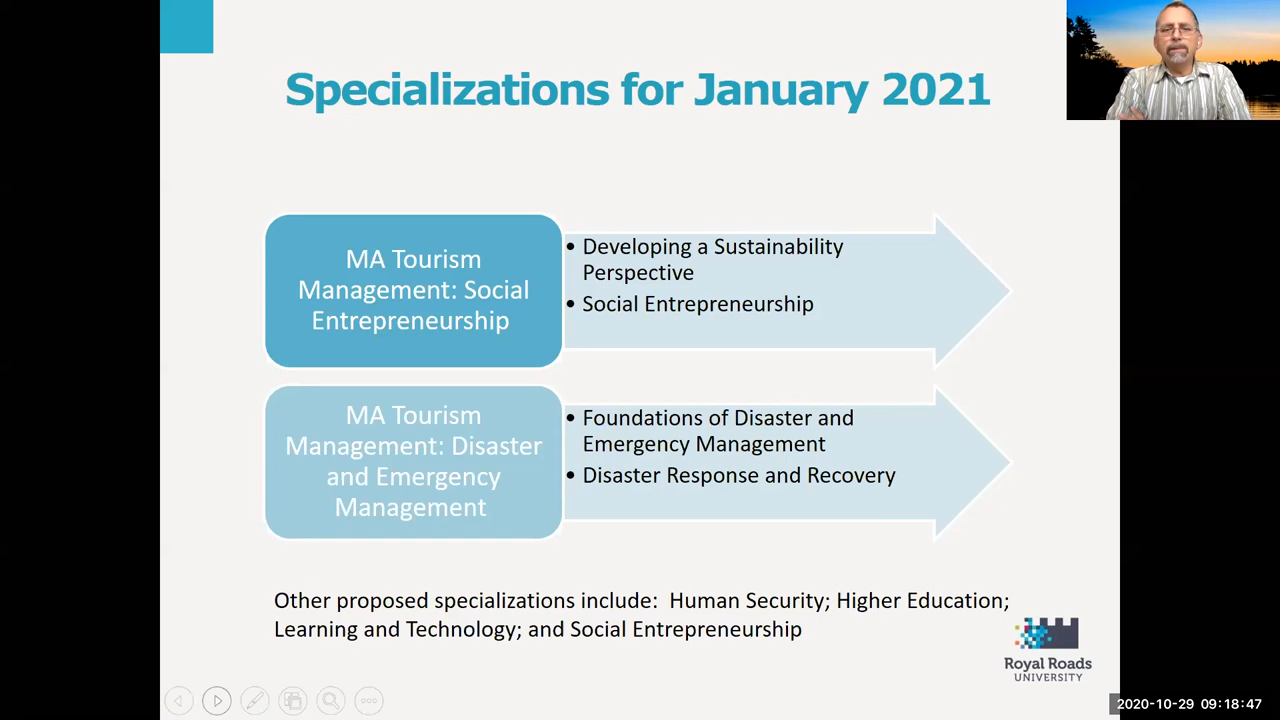 Specializations for January 2021
MA Tourism
Management: Social
Entrepreneurship
• Developing a Sustainability
Perspective
• Social Entrepreneurship
MA Tourism
Management: Disaster
and Emergency
Management
• Foundations of Disaster and
Emergency Management
• Disaster Response and Recovery
Other proposed specializations include: Human Security; Higher Education;
Learning and Technology; and Social Entrepreneurship
Royal Roads
UNIVERSITY
2020-10-29 09:18:47